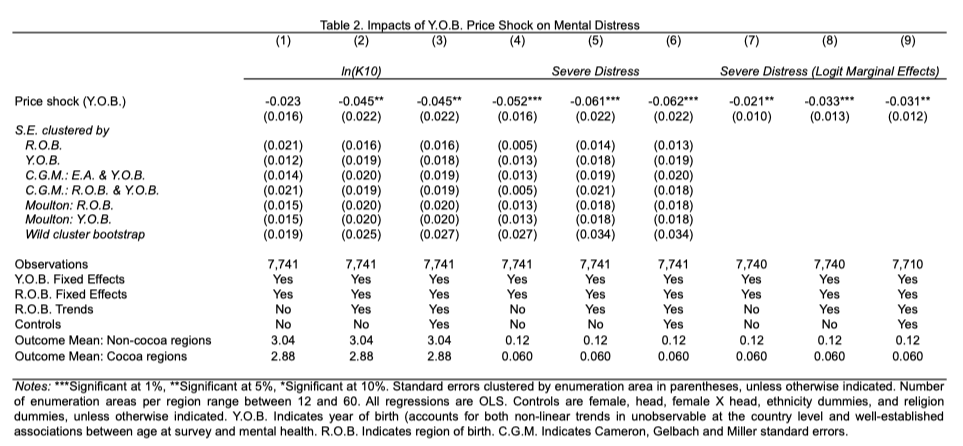 Table 2. Impacts of Y.O.B. Price Shock on Mental Distress
(1) (2) (3) (4) (5) (6) (7) (8) (9)
ln(K10) Severe Distress Severe Distress (Logit Marginal Effects)
Price shock (Y.O.B.) -0.023 -0.045** -0.045** -0.052*** -0.061*** -0.062*** -0.021** -0.033*** -0.031**
(0.016) (0.022) (0.022) (0.016) (0.022) (0.022) (0.010) (0.013) (0.012)
S.E. clustered by
R.O.B. (0.021) (0.016) (0.016) (0.005) (0.014) (0.013)
Y.O.B. (0.012) (0.019) (0.018) (0.013) (0.018) (0.019)
C.G.M.: E.A. & Y.O.B. (0.014) (0.020) (0.019) (0.013) (0.019) (0.020)
C.G.M.: R.O.B. & Y.O.B. (0.021) (0.019) (0.019) (0.005) (0.021) (0.018)
Moulton: R.O.B. (0.015) (0.020) (0.020) (0.013) (0.018) (0.018)
Moulton: Y.O.B. (0.015) (0.020) (0.020) (0.013) (0.018) (0.018)
Wild cluster bootstrap (0.019) (0.025) (0.027) (0.027) (0.034) (0.034)
Observations 7,741 7,741 7,741 7,741 7,741 7,741 7,740 7,740 7,710
Y.O.B. Fixed Effects Yes Yes Yes Yes Yes Yes Yes Yes Yes
R.O.B. Fixed Effects Yes Yes Yes Yes Yes Yes Yes Yes Yes
R.O.B. Trends No Yes Yes No Yes Yes No Yes Yes
Controls No No Yes No No Yes No No Yes
Outcome Mean: Non-cocoa regions 3.04 3.04 3.04 0.12 0.12 0.12 0.12 0.12 0.12
Outcome Mean: Cocoa regions 2.88 2.88 2.88 0.060 0.060 0.060 0.060 0.060 0.060
Notes: ***Significant at 1%, **Significant at 5%, *Significant at 10%. Standard errors clustered by enumeration area in parentheses, unless otherwise indicated. Number
of enumeration areas per region range between 12 and 60. All regressions are OLS. Controls are female, head, female X head, ethnicity dummies, and religion
dummies, unless otherwise indicated. Y.O.B. Indicates year of birth (accounts for both non-linear trends in unobservable at the country level and well-established
associations between age at survey and mental health. R.O.B. Indicates region of birth. C.G.M. Indicates Cameron, Gelbach and Miller standard errors.